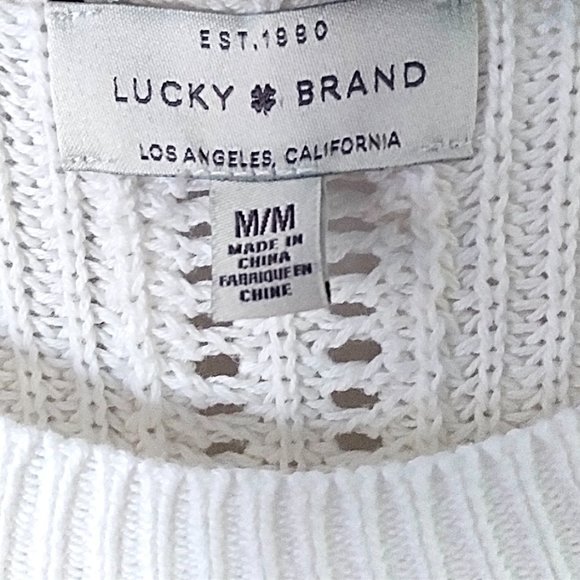 EST. 1990
LUCKY BRAND
LOS ANGELES, CALIFORNIA
M/M
MADE IN
CHINA
FABRIQUE EN
CHINE